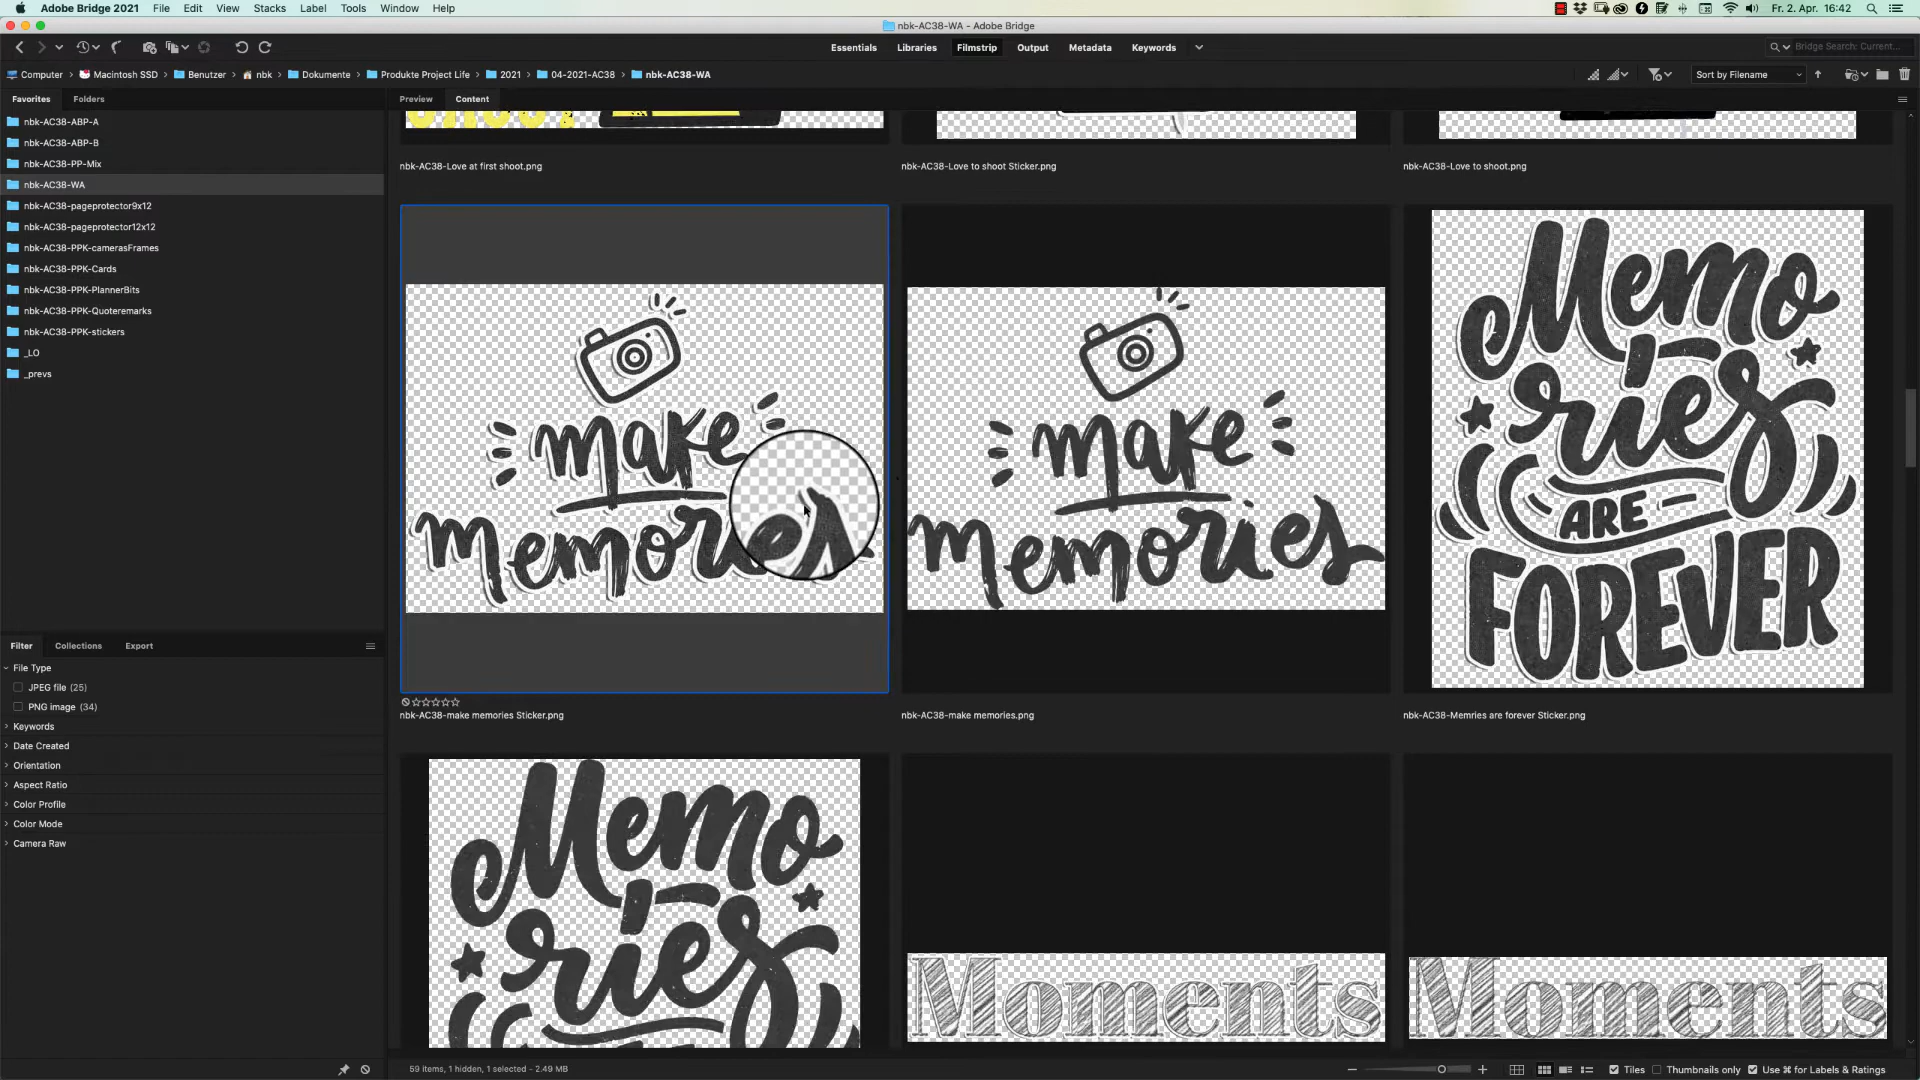 Adobe Bridge 2021 File Edit View Stacks Label Tools Window Help Fr. 2. Apr. 16:42
nbk-AC38-WA - Adobe Bridge
Essentials Libraries Filmstrip Output Metadata Keywords Bridge Search: Current...
Computer Macintosh SSD Benutzer nbk Dokumente Produkte Project Life 2021 04-2021-AC38 nbk-AC38-WA Sort by Filename
Favorites Folders
nbk-AC38-ABP-A
nbk-AC38-ABP-B
nbk-AC38-PP-Mix
nbk-AC38-WA
nbk-AC38-pageprotector9x12
nbk-AC38-pageprotector12x12
nbk-AC38-PPK-camerasFrames
nbk-AC38-PPK-Cards
nbk-AC38-PPK-PlannerBits
nbk-AC38-PPK-Quoteremarks
nbk-AC38-PPK-stickers
_LO
_prevs
Filter Collections Export
File Type
JPEG file (25)
PNG image (34)
Keywords
Date Created
Orientation
Aspect Ratio
Color Profile
Color Mode
Camera Raw
Preview Content
nbk-AC38-Love at first shoot.png
nbk-AC38-Love to shoot Sticker.png
nbk-AC38-Love to shoot.png
make
memories
nbk-AC38-make memories Sticker.png
make
memories
nbk-AC38-make memories.png
Memo
ries
ARE
FOREVER
nbk-AC38-Memries are forever Sticker.png
Memo
ries
Moments
Moments
59 items, 1 hidden, 1 selected - 2.49 MB
Tiles Thumbnails only Use ⌘ for Labels & Ratings